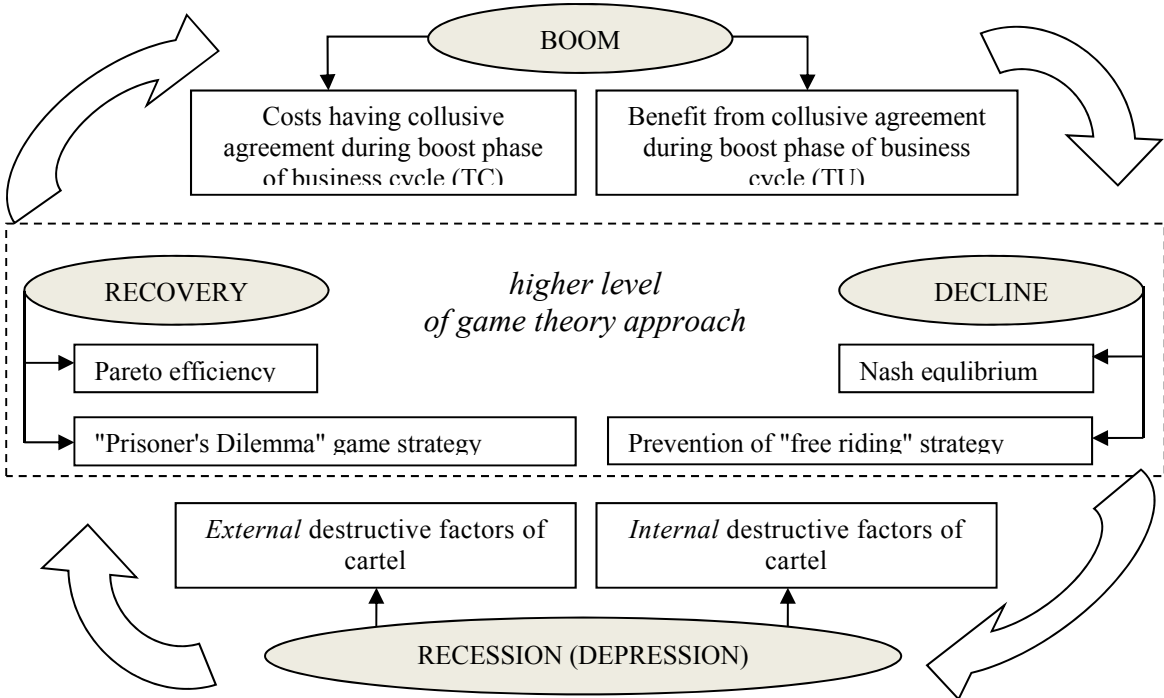 BOOM
Costs having collusive
agreement during boost phase
of business cycle (TC)
Benefit from collusive agreement
during boost phase of business
cycle (TU)
RECOVERY
higher level
of game theory approach
DECLINE
Pareto efficiency
Nash equlibrium
"Prisoner's Dilemma" game strategy
Prevention of "free riding" strategy
External destructive factors of
cartel
Internal destructive factors of
cartel
RECESSION (DEPRESSION)